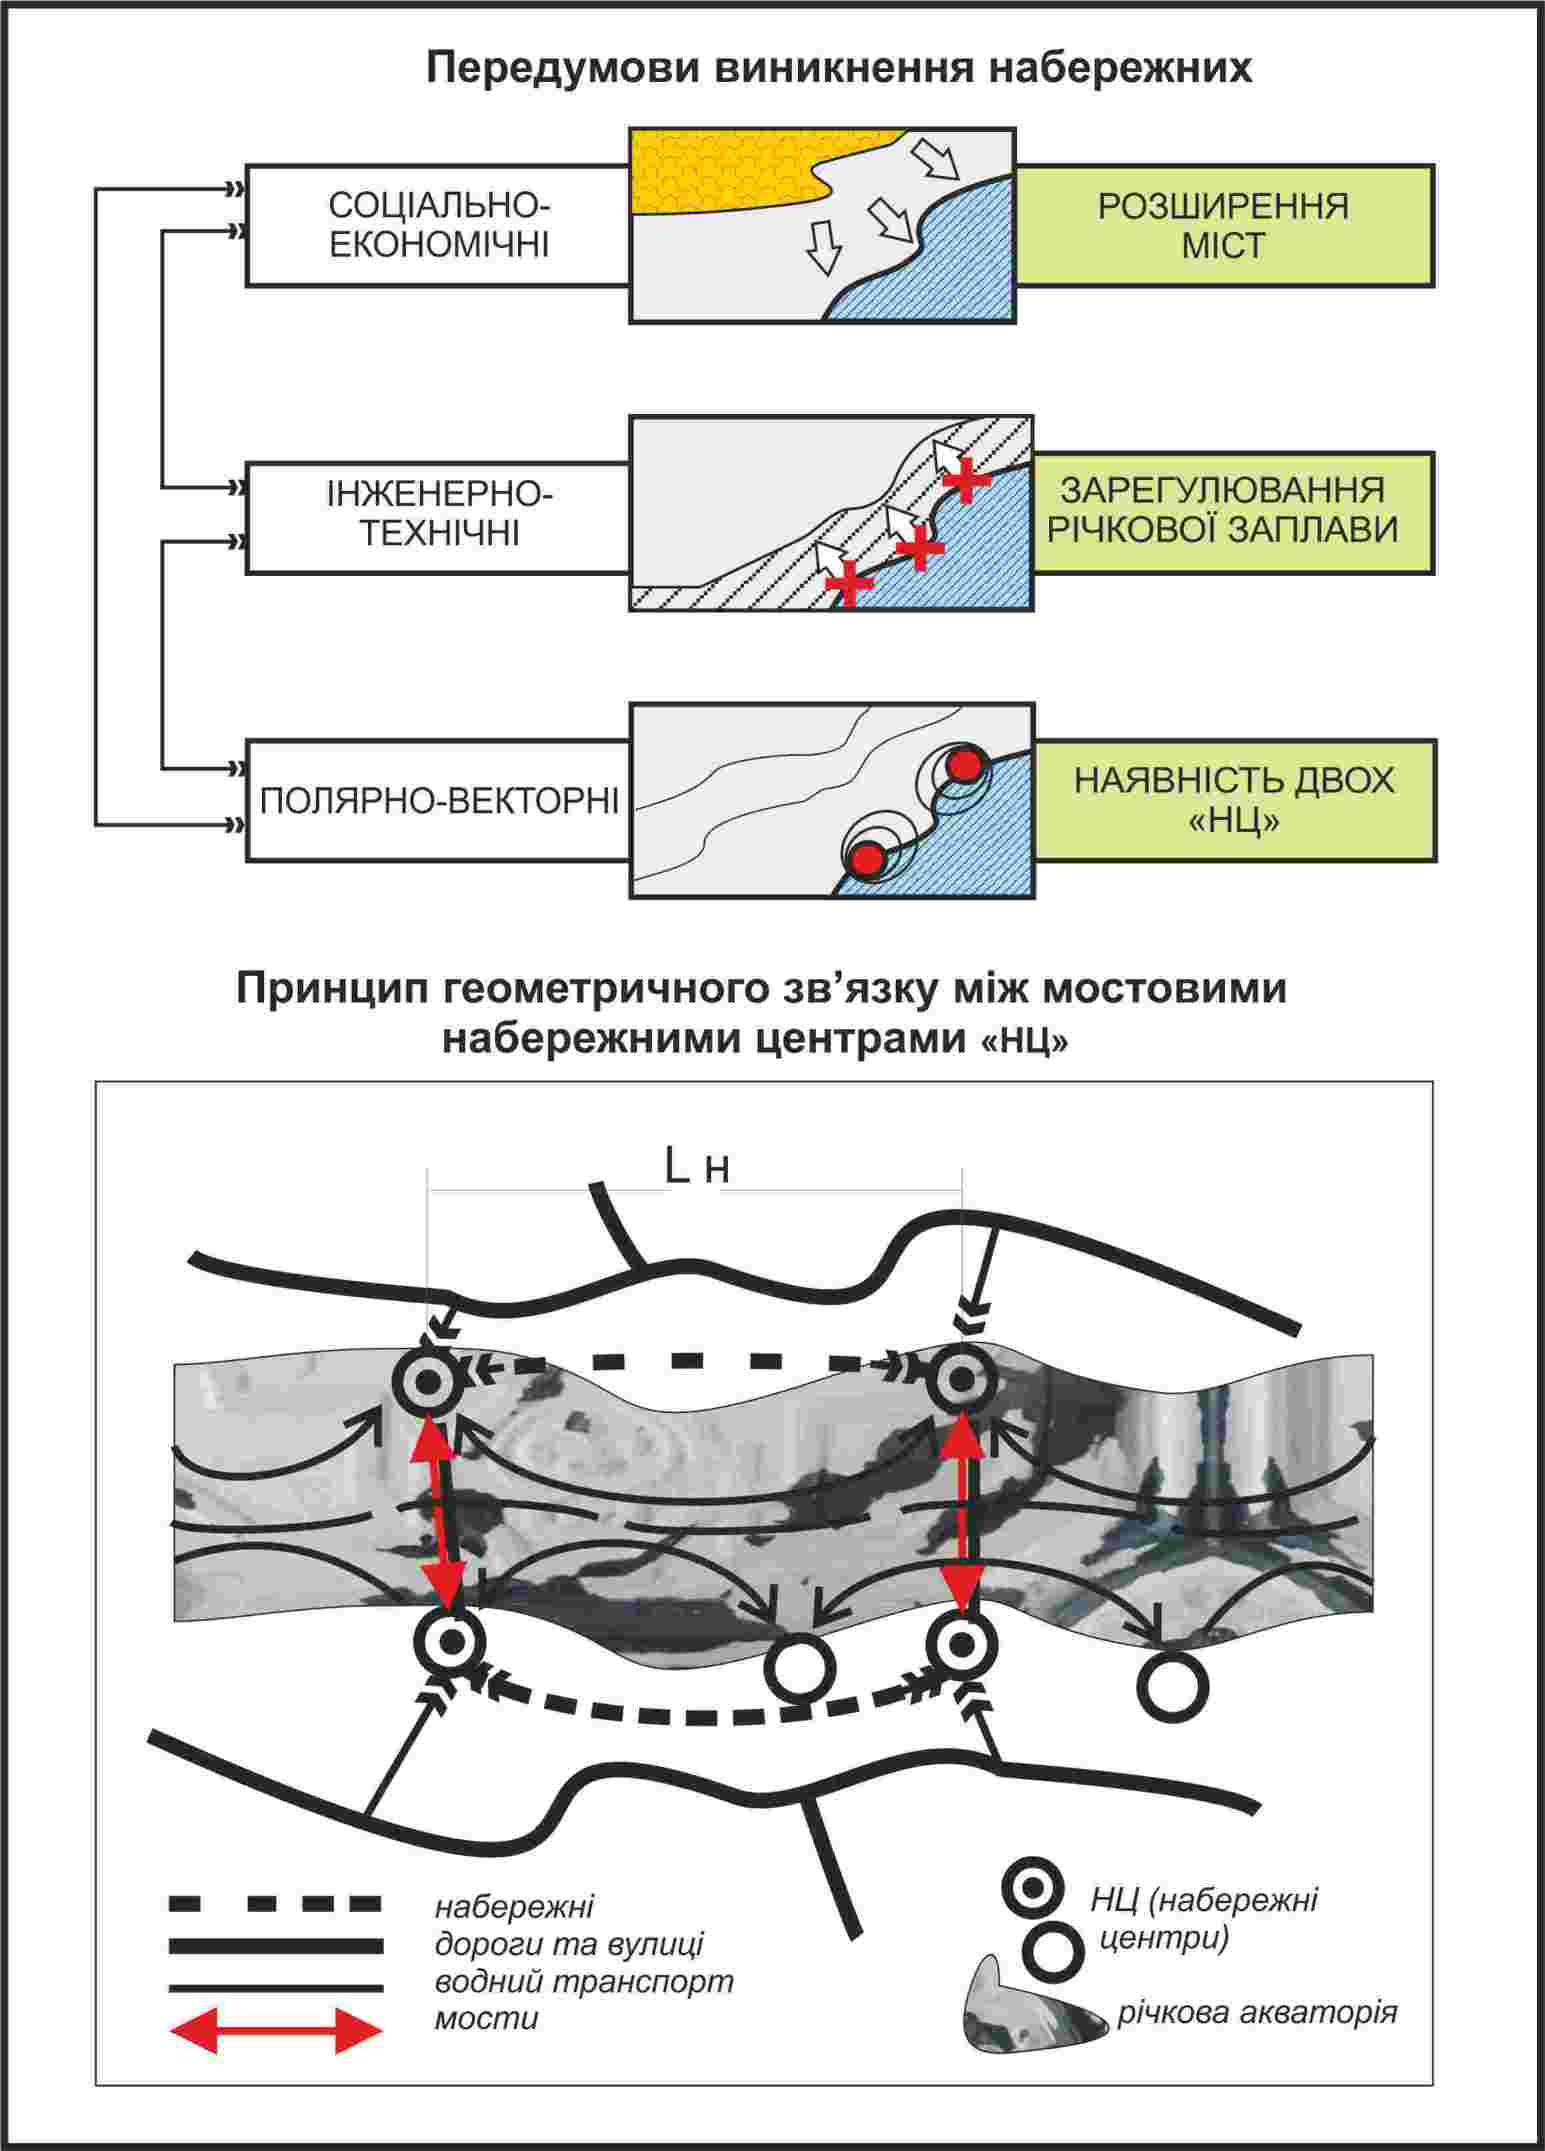 Передумови виникнення набережних
СОЦІАЛЬНО-
ЕКОНОМІЧНІ
РОЗШИРЕННЯ
МІСТ
ІНЖЕНЕРНО-
ТЕХНІЧНІ
ЗАРЕГУЛЮВАННЯ
РІЧКОВОЇ ЗАПЛАВИ
ПОЛЯРНО-ВЕКТОРНІ
НАЯВНІСТЬ ДВОХ
«НЦ»
Принцип геометричного зв’язку між мостовими
набережними центрами «НЦ»
L н
набережні
дороги та вулиці
водний транспорт
мости
НЦ (набережні
центри)
річкова акваторія